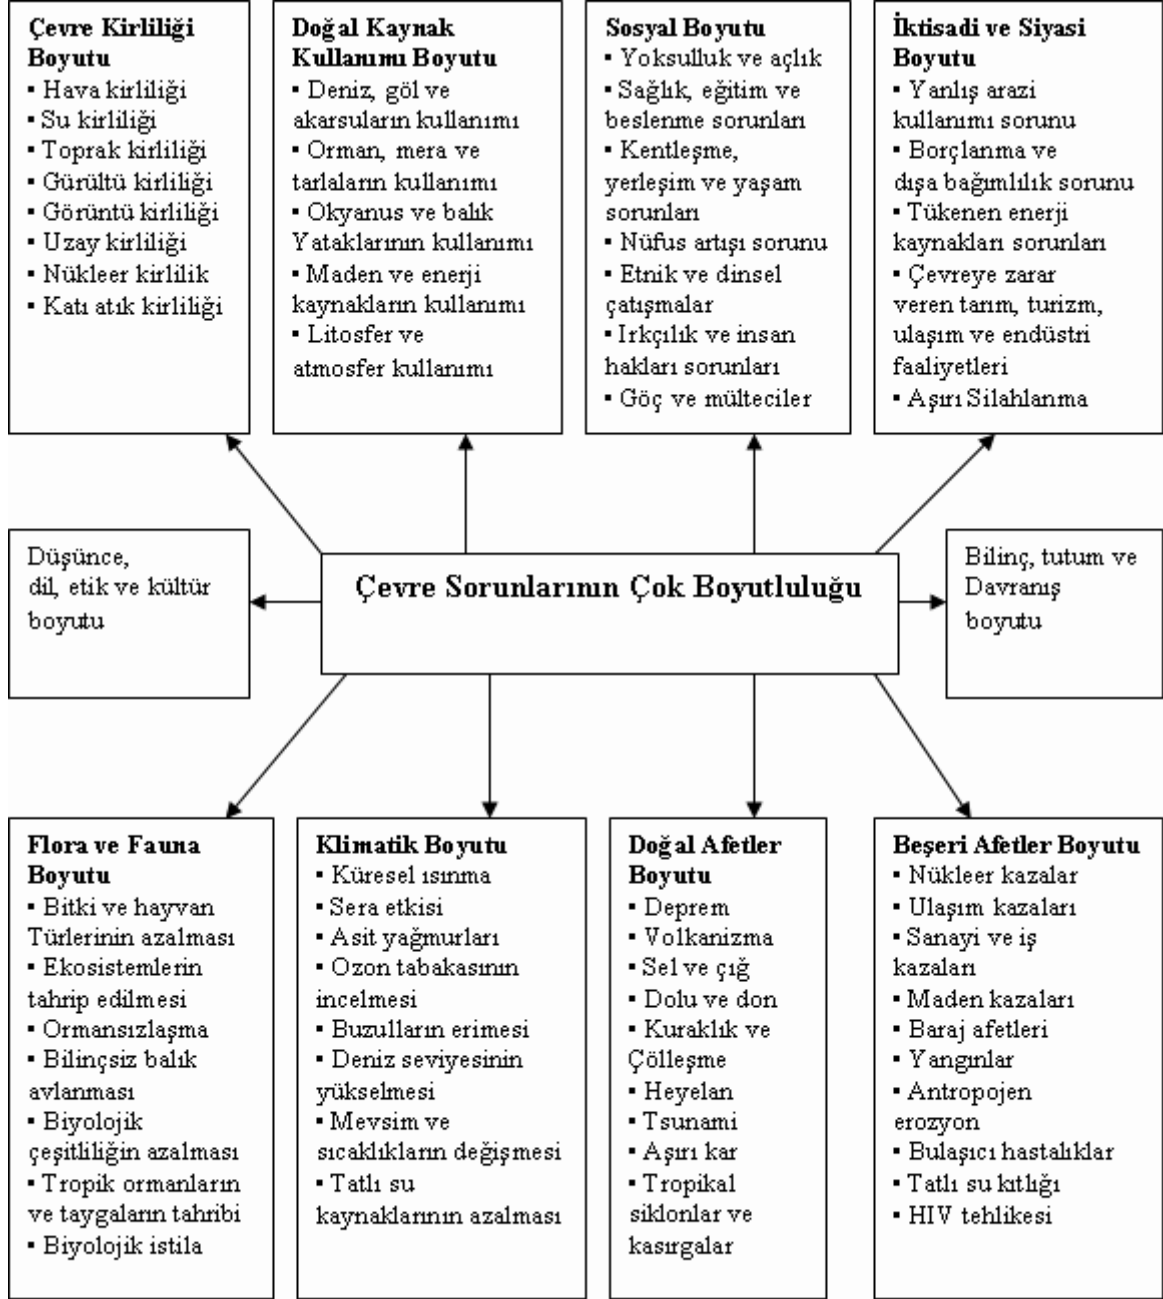 Çevre Kirliliği
Boyutu
▪ Hava kirliliği
▪ Su kirliliği
▪ Toprak kirliliği
▪ Gürültü kirliliği
▪ Görüntü kirliliği
▪ Uzay kirliliği
▪ Nükleer kirlilik
▪ Katı atık kirliliği
Doğal Kaynak
Kullanımı Boyutu
▪ Deniz, göl ve
akarsuların kullanımı
▪ Orman, mera ve
tarlaların kullanımı
▪ Okyanus ve balık
Yataklarının kullanımı
▪ Maden ve enerji
kaynakların kullanımı
▪ Litosfer ve
atmosfer kullanımı
Sosyal Boyutu
▪ Yoksulluk ve açlık
▪ Sağlık, eğitim ve
beslenme sorunları
▪ Kentleşme,
yerleşim ve yaşam
sorunları
▪ Nüfus artışı sorunu
▪ Etnik ve dinsel
çatışmalar
▪ Irkçılık ve insan
hakları sorunları
▪ Göç ve mülteciler
İktisadi ve Siyasi
Boyutu
▪ Yanlış arazi
kullanımı sorunu
▪ Borçlanma ve
dışa bağımlılık sorunu
▪ Tükenen enerji
kaynakları sorunları
▪ Çevreye zarar
veren tarım, turizm,
ulaşım ve endüstri
faaliyetleri
▪ Aşırı Silahlanma
Düşünce,
dil, etik ve kültür
boyutu
Çevre Sorunlarının Çok Boyutluluğu
Bilinç, tutum ve
Davranış
boyutu
Flora ve Fauna
Boyutu
▪ Bitki ve hayvan
Türlerinin azalması
▪ Ekosistemlerin
tahrip edilmesi
▪ Ormansızlaşma
▪ Bilinçsiz balık
avlanması
▪ Biyolojik
çeşitliliğin azalması
▪ Tropik ormanların
ve taygaların tahribi
▪ Biyolojik istila
Klimatik Boyutu
▪ Küresel ısınma
▪ Sera etkisi
▪ Asit yağmurları
▪ Ozon tabakasının
incelmesi
▪ Buzulların erimesi
▪ Deniz seviyesinin
yükselmesi
▪ Mevsim ve
sıcaklıkların değişmesi
▪ Tatlı su
kaynaklarının azalması
Doğal Afetler
Boyutu
▪ Deprem
▪ Volkanizma
▪ Sel ve çığ
▪ Dolu ve don
▪ Kuraklık ve
Çölleşme
▪ Heyelan
▪ Tsunami
▪ Aşırı kar
▪ Tropikal
siklonlar ve
kasırgalar
Beşeri Afetler Boyutu
▪ Nükleer kazalar
▪ Ulaşım kazaları
▪ Sanayi ve iş
kazaları
▪ Maden kazaları
▪ Baraj afetleri
▪ Yangınlar
▪ Antropojen
erozyon
▪ Bulaşıcı hastalıklar
▪ Tatlı su kıtlığı
▪ HIV tehlikesi